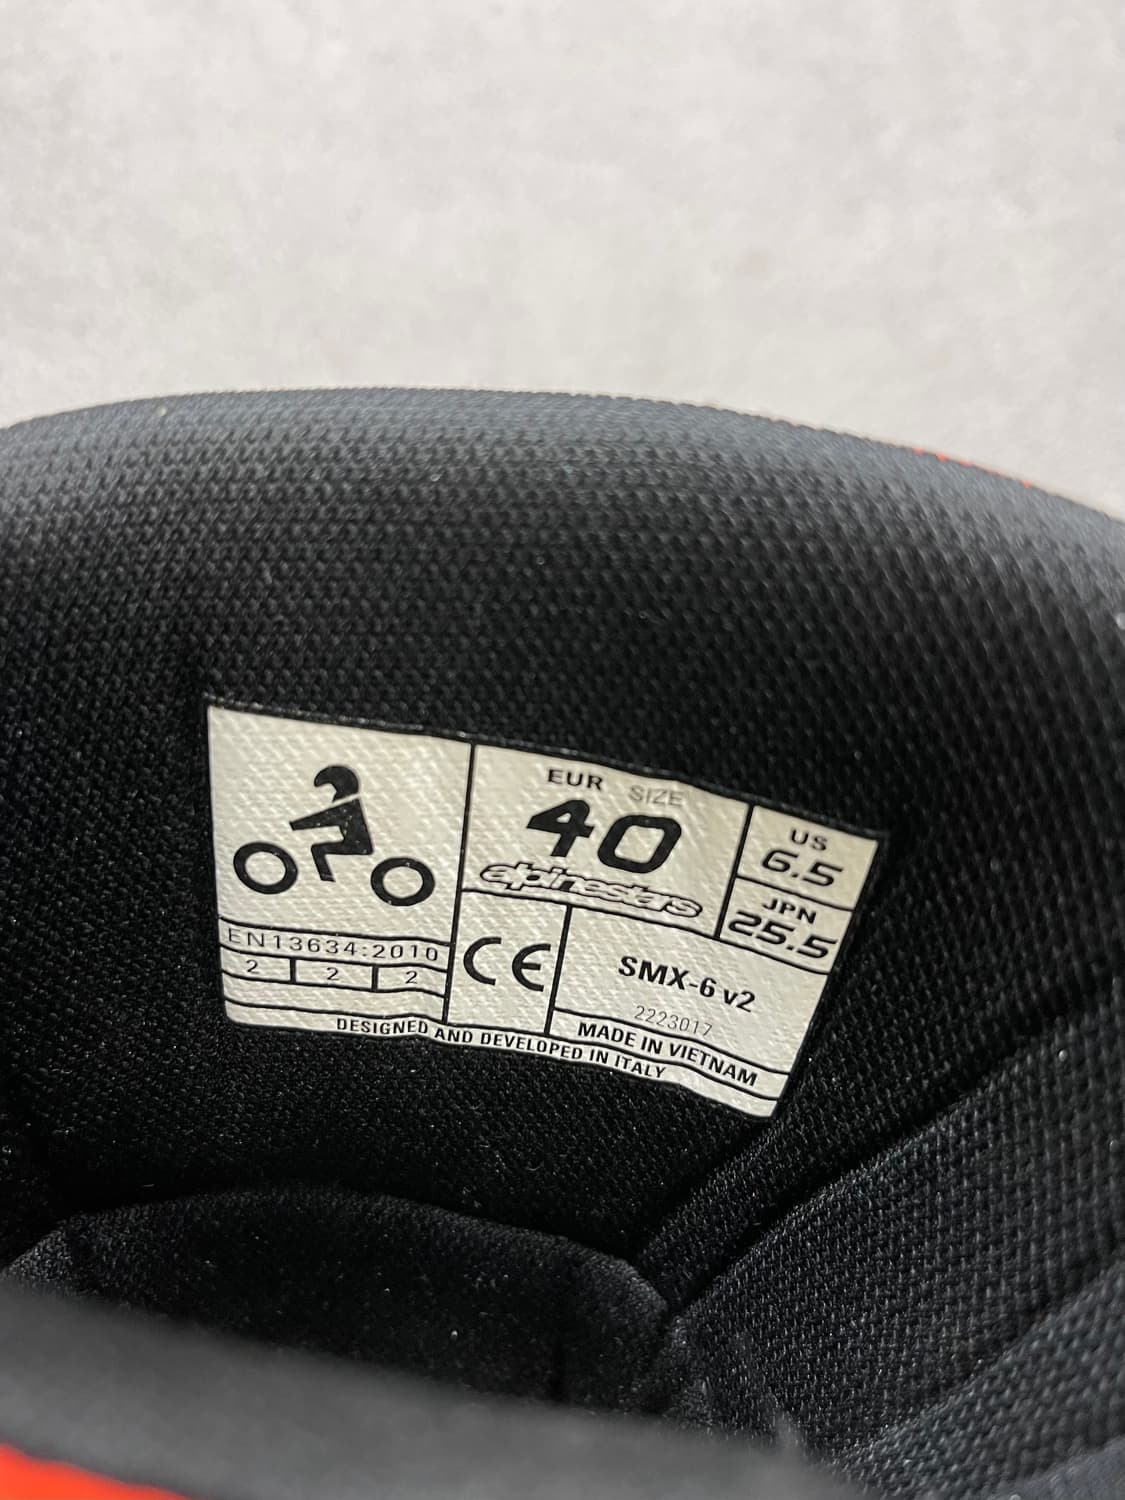 EUR SIZE
40
alpinestars
US
6.5
JPN
25.5
EN13634:2010
2 2 2
CE
SMX-6 v2
2223017
MADE IN VIETNAM
DESIGNED AND DEVELOPED IN ITALY